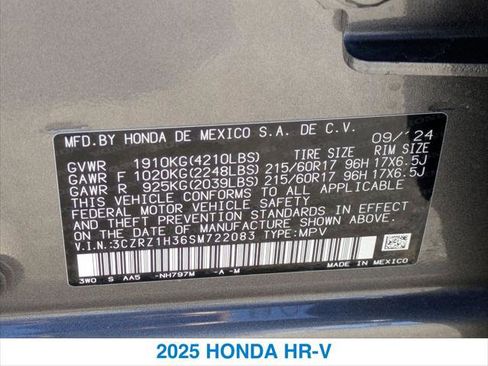 MFD.BY HONDA DE MEXICO S.A. DE C.V. 09/'24
GVWR 1910KG(4210LBS) TIRE SIZE RIM SIZE
GAWR F 1020KG(2248LBS) 215/60R17 96H 17X6.5J
GAWR R 925KG(2039LBS) 215/60R17 96H 17X6.5J
THIS VEHICLE CONFORMS TO ALL APPLICABLE
FEDERAL MOTOR VEHICLE SAFETY
AND THEFT PREVENTION STANDARDS IN EFFECT
ON THE DATE OF MANUFACTURE SHOWN ABOVE.
V.I.N.:3CZRZ1H36SM722083 TYPE:MPV
3W0 S AA5 -NH797M -A -M MADE IN MEXICO
2025 HONDA HR-V